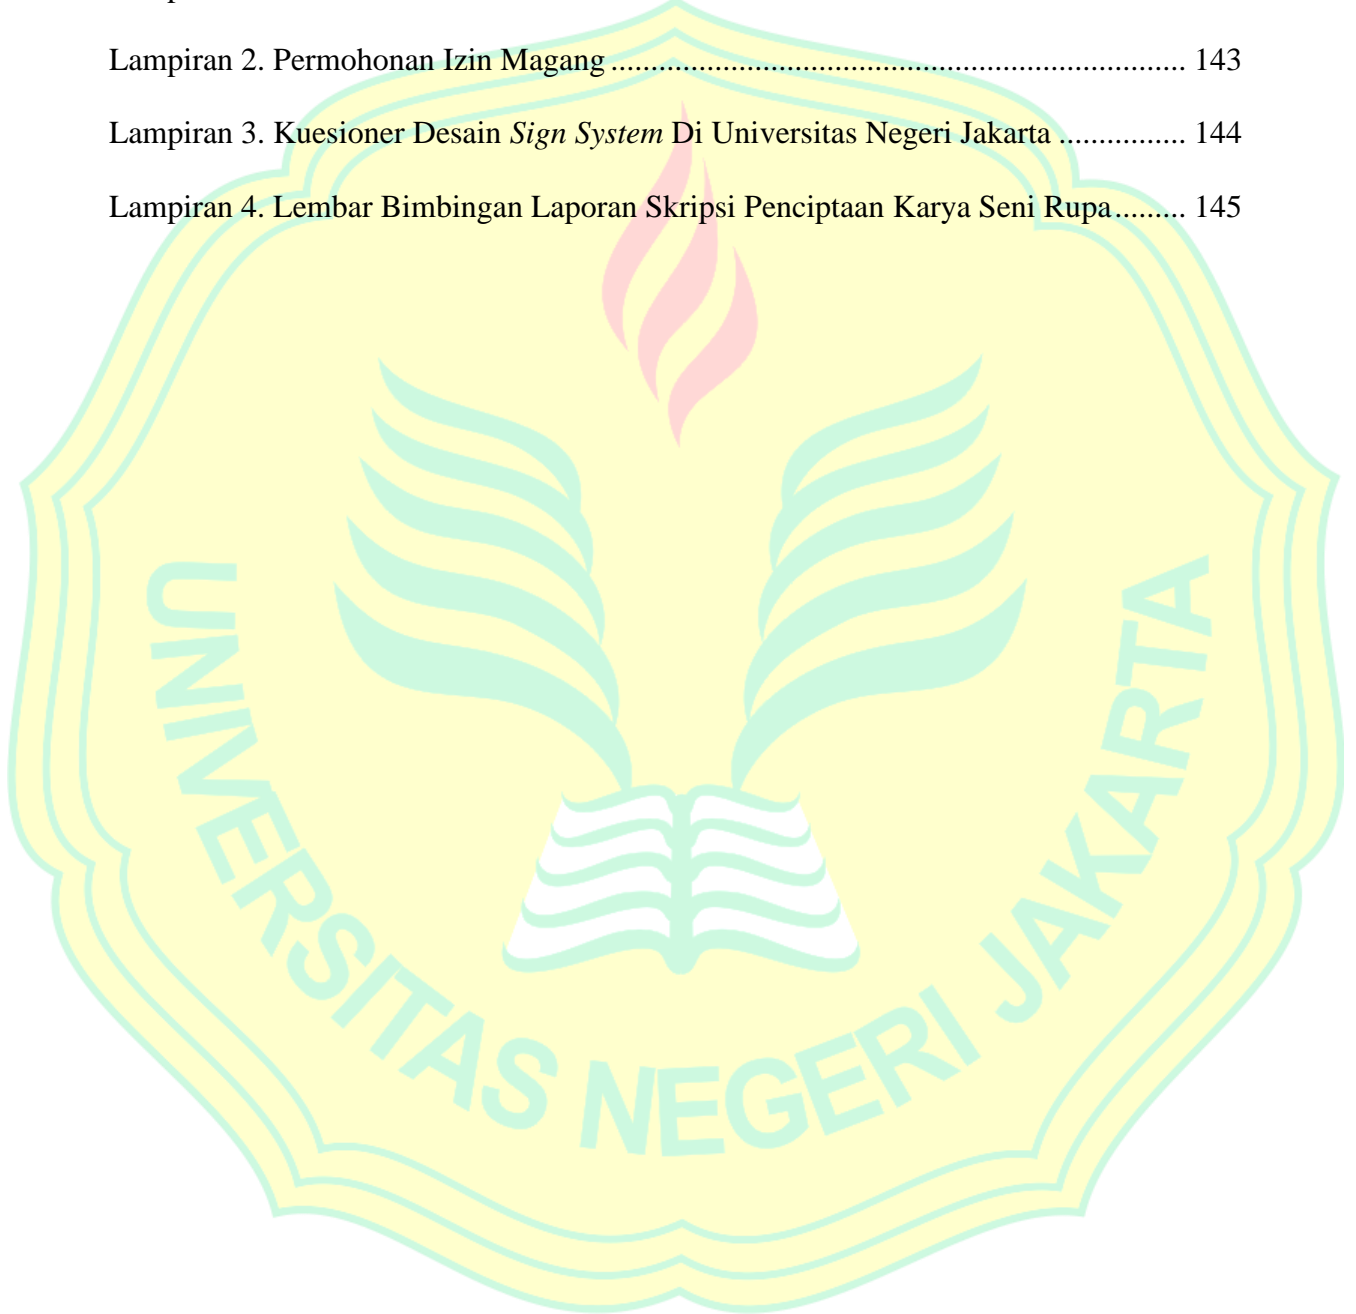 Lampiran 2. Permohonan Izin Magang ........................................................................ 143
Lampiran 3. Kuesioner Desain Sign System Di Universitas Negeri Jakarta ................ 144
Lampiran 4. Lembar Bimbingan Laporan Skripsi Penciptaan Karya Seni Rupa ......... 145
UNIVERSITAS NEGERI JAKARTA